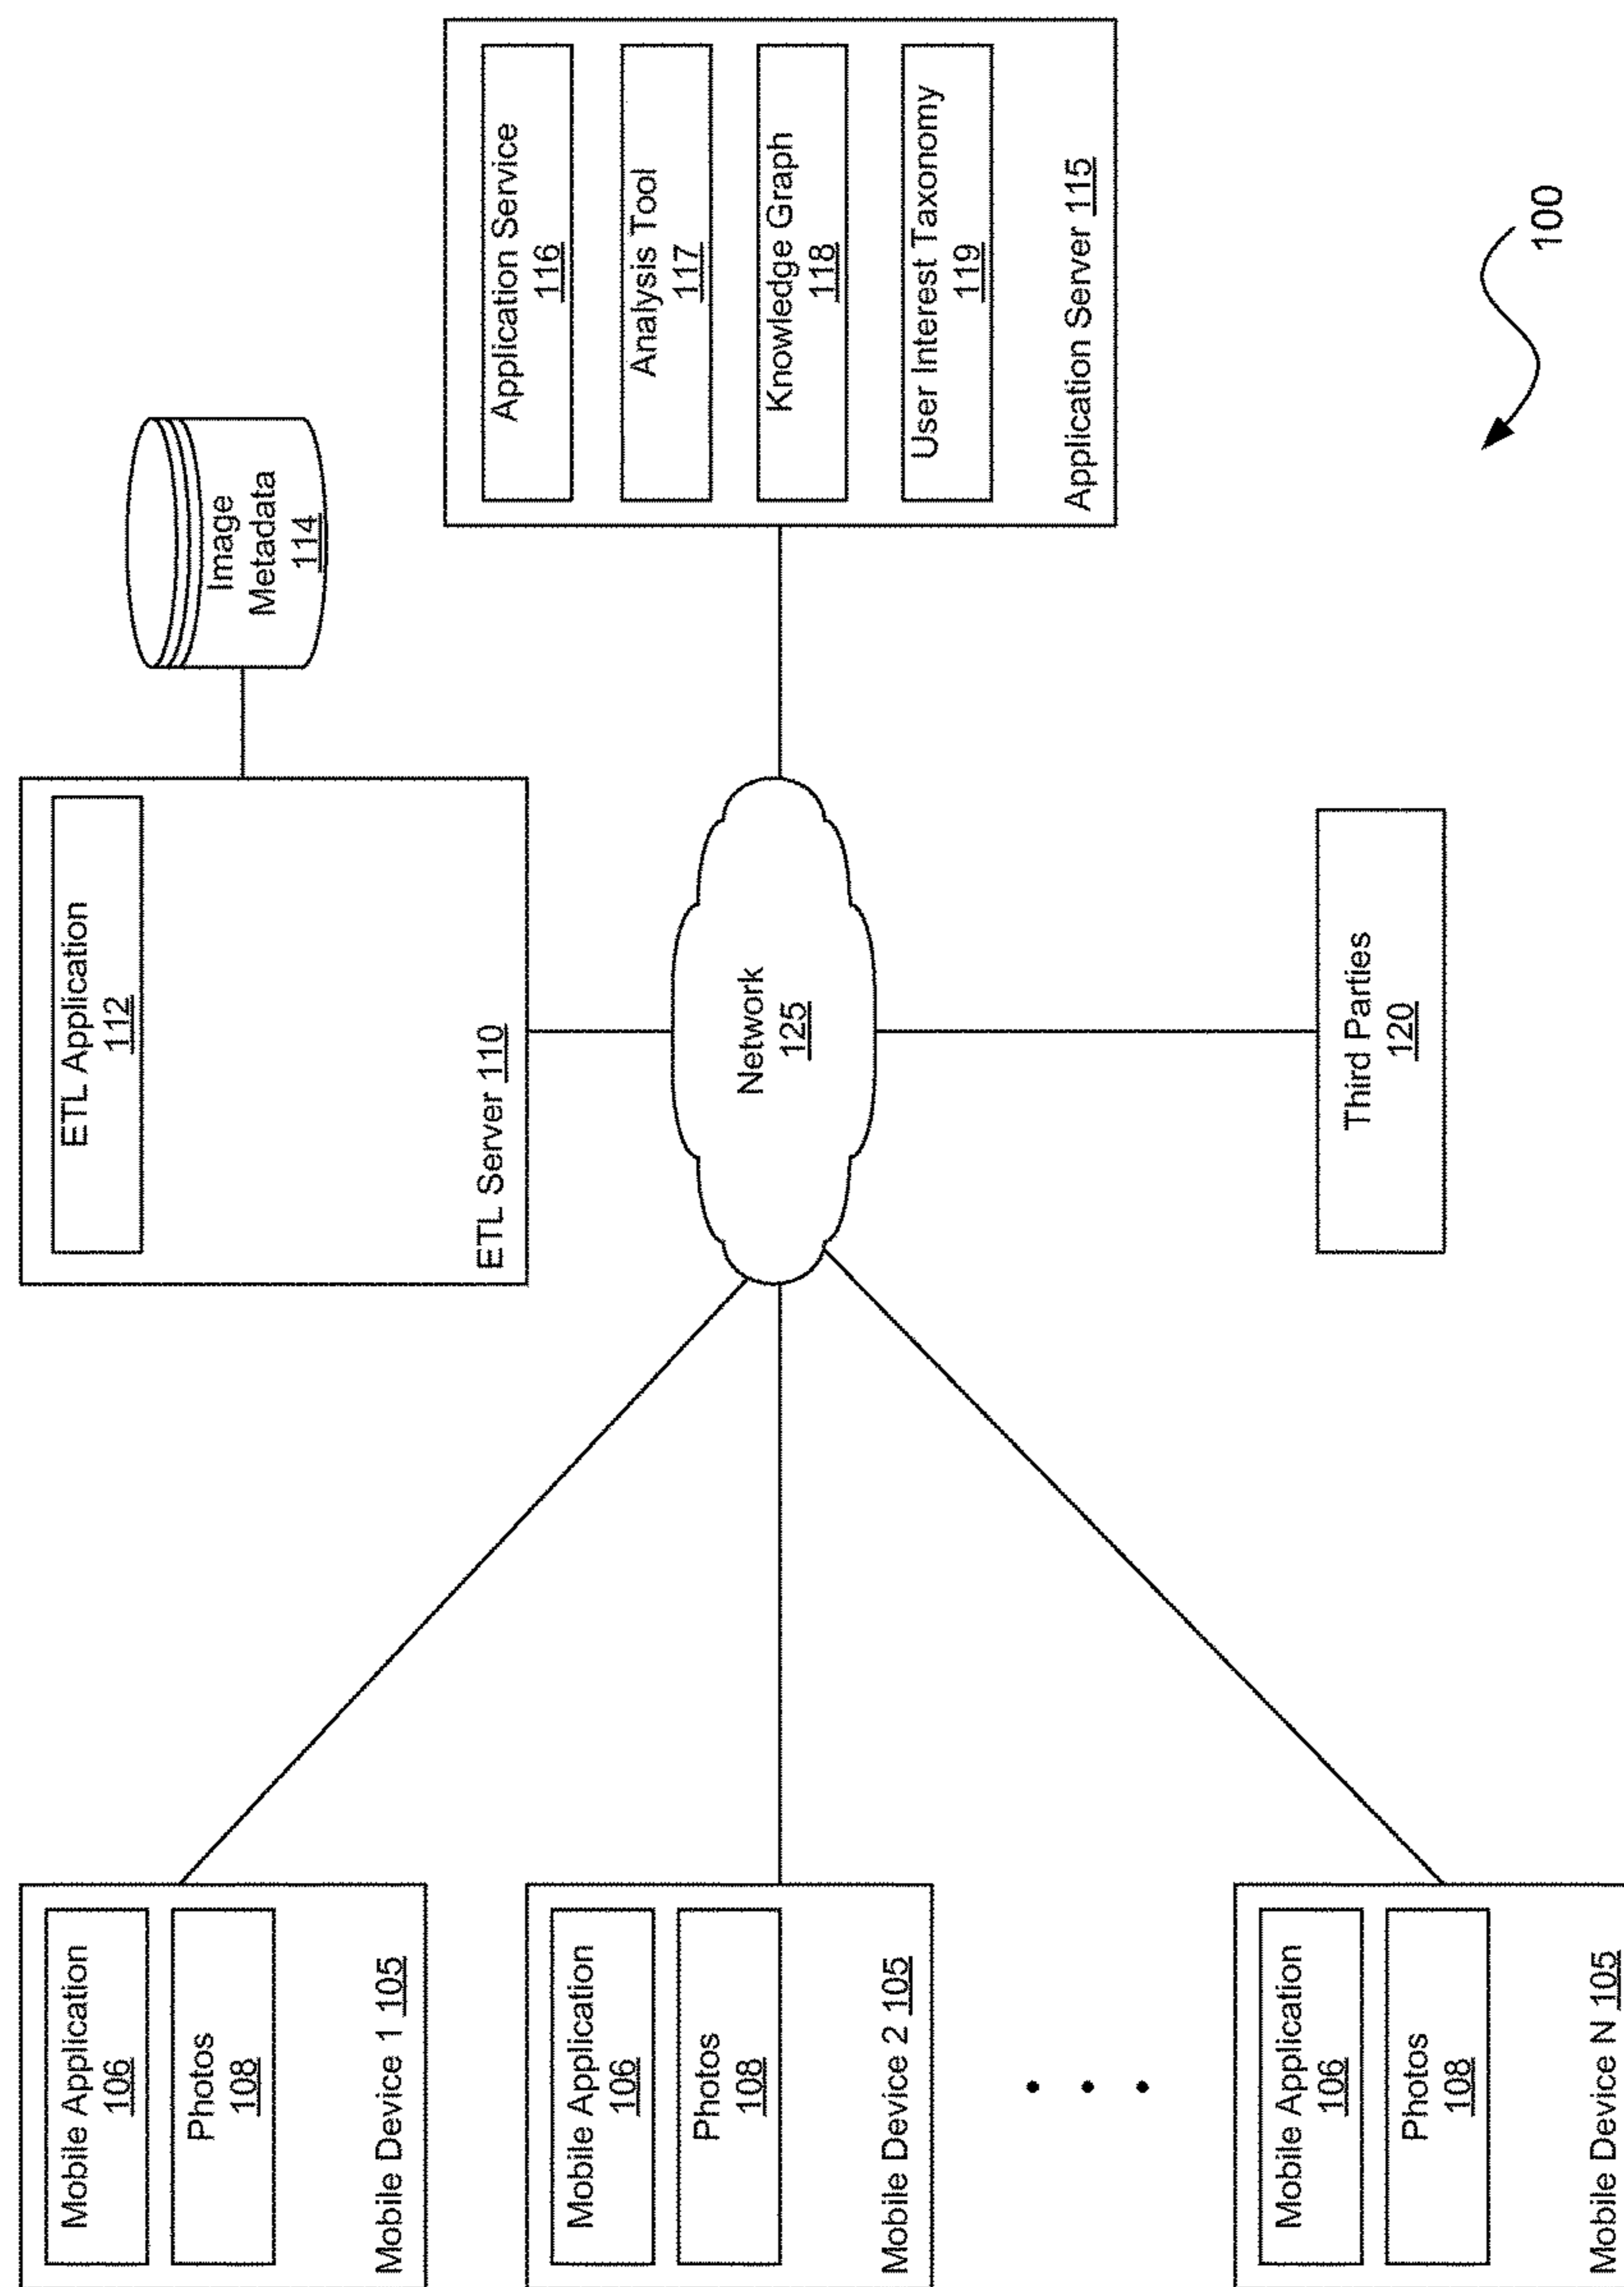 Mobile Application
106
Photos
108
Mobile Device 1 105
Mobile Application
106
Photos
108
Mobile Device 2 105
Mobile Application
106
Photos
108
Mobile Device N 105
ETL Application
112
ETL Server 110
Image
Metadata
114
Network
125
Third Parties
120
Application Service
116
Analysis Tool
117
Knowledge Graph
118
User Interest Taxonomy
119
Application Server 115
100